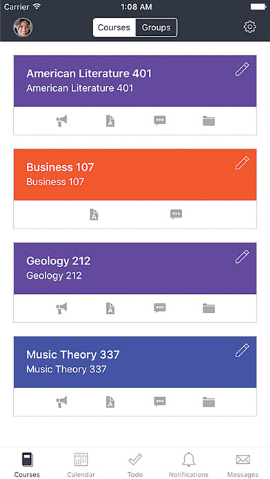 Carrier 1:08 AM
Courses Groups
American Literature 401
American Literature 401
A
Business 107
Business 107
A
Geology 212
Geology 212
A
Music Theory 337
Music Theory 337
A
Courses Calendar Todo Notifications Messages